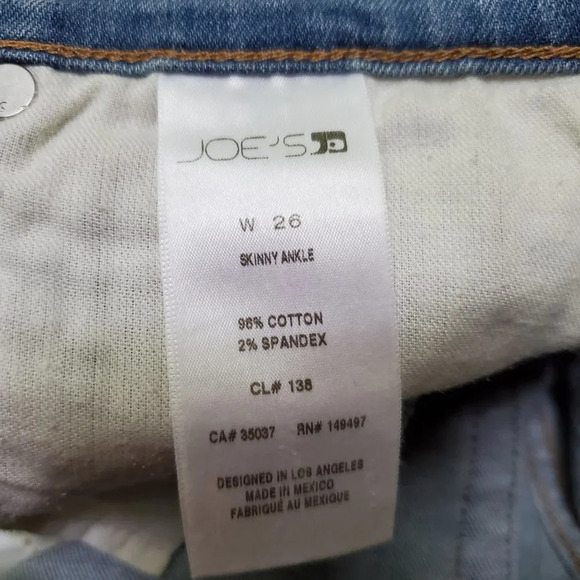 JOE'S
W 26
SKINNY ANKLE
98% COTTON
2% SPANDEX
CL# 138
CA# 35037 RN# 149497
DESIGNED IN LOS ANGELES
MADE IN MEXICO
FABRIQUÉ AU MEXIQUE